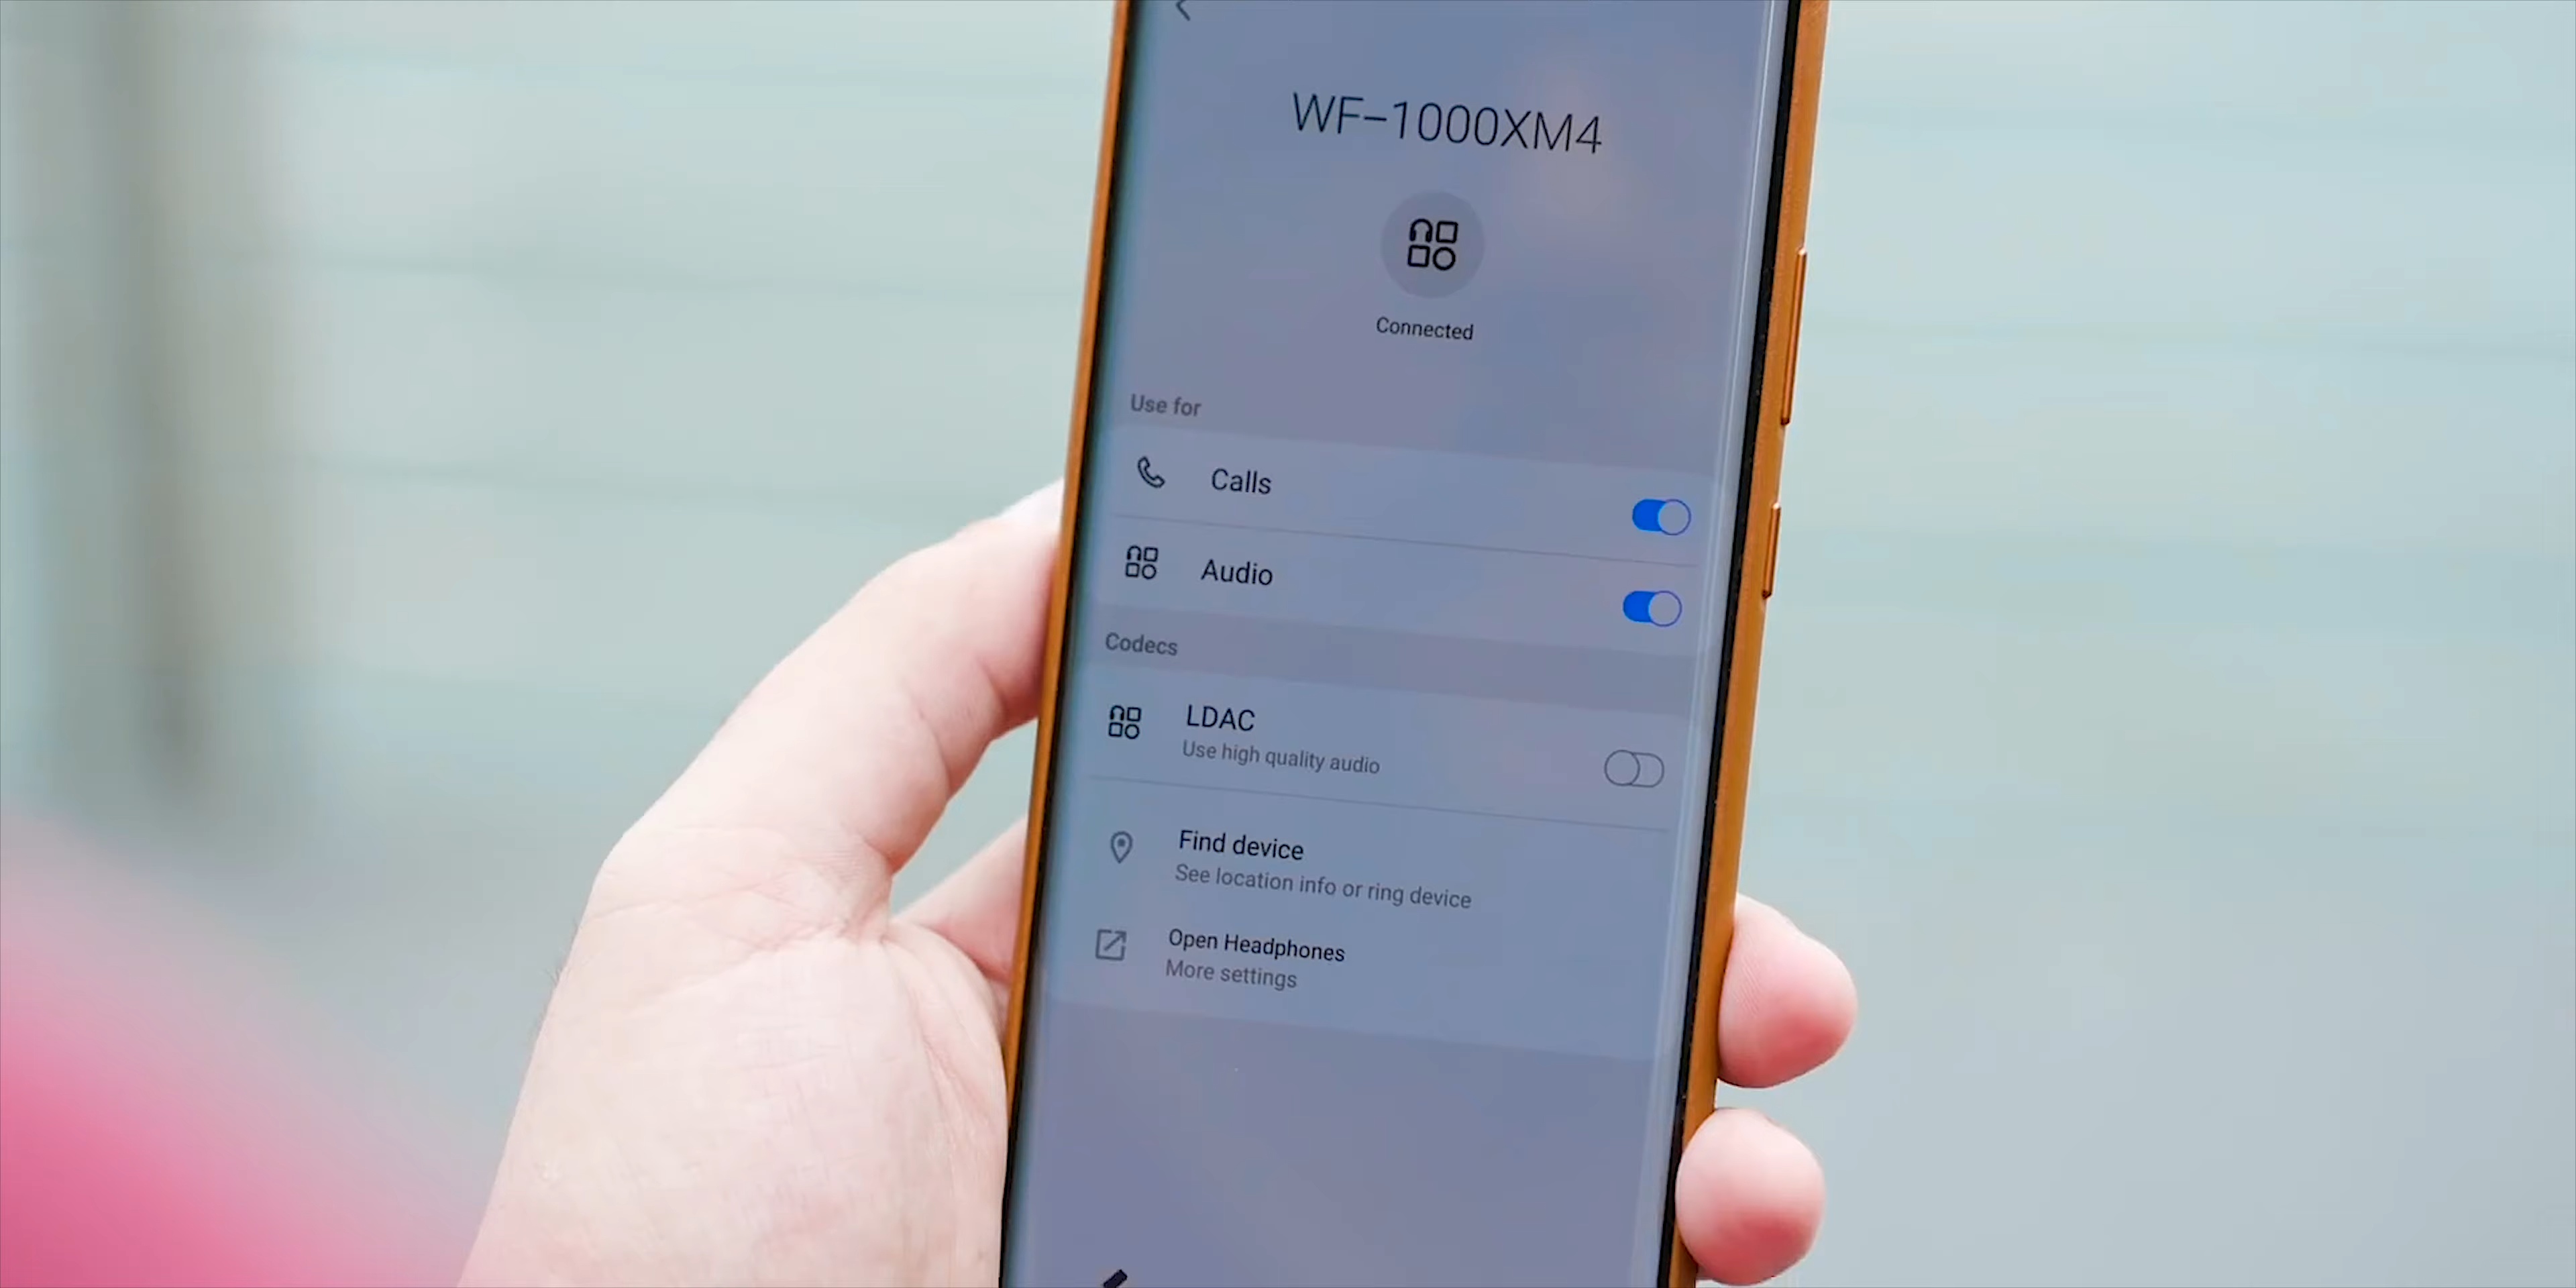 WF-1000XM4
Connected
Use for
Calls
Audio
Codecs
LDAC
Use high quality audio
Find device
See location info or ring device
Open Headphones
More settings